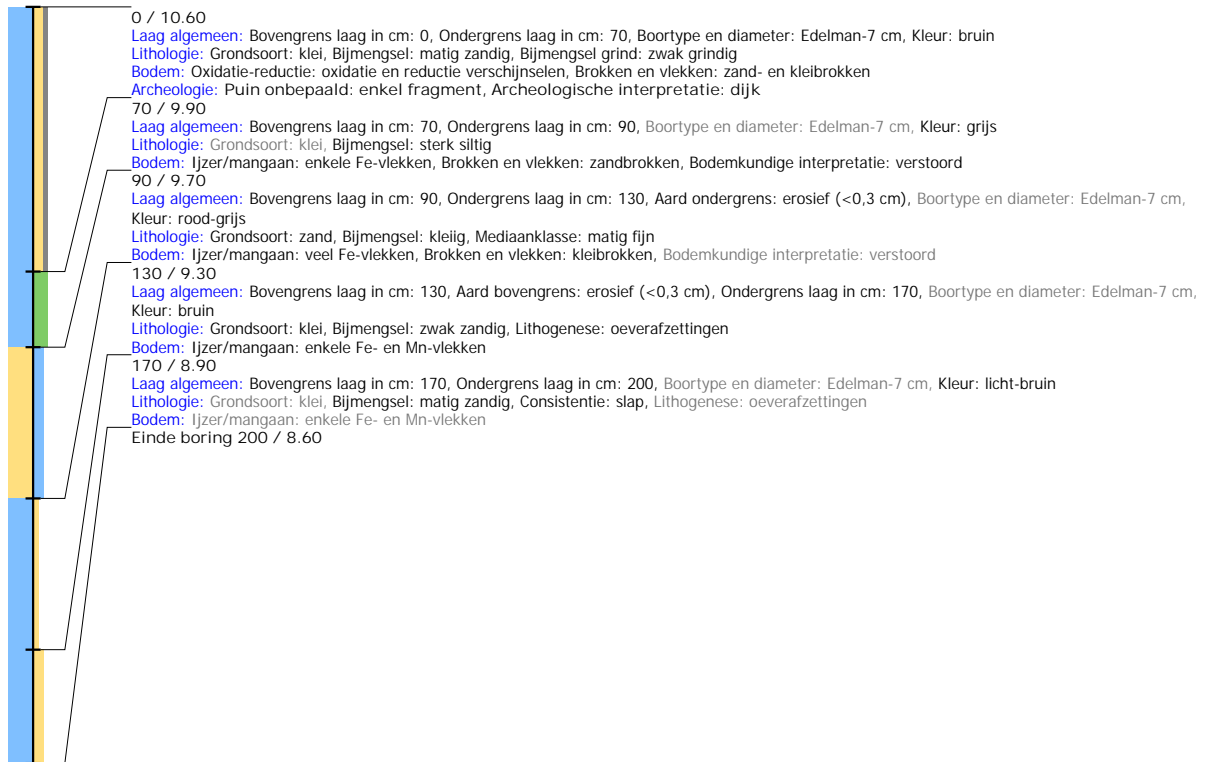 0 / 10.60
Laag algemeen: Bovengrens laag in cm: 0, Ondergrens laag in cm: 70, Boortype en diameter: Edelman-7 cm, Kleur: bruin
Lithologie: Grondsoort: klei, Bijmengsel: matig zandig, Bijmengsel grind: zwak grindig
Bodem: Oxidatie-reductie: oxidatie en reductie verschijnselen, Brokken en vlekken: zand- en kleibrokken
Archeologie: Puin onbepaald: enkel fragment, Archeologische interpretatie: dijk
70 / 9.90
Laag algemeen: Bovengrens laag in cm: 70, Ondergrens laag in cm: 90, Boortype en diameter: Edelman-7 cm, Kleur: grijs
Lithologie: Grondsoort: klei, Bijmengsel: sterk siltig
Bodem: Ijzer/mangaan: enkele Fe-vlekken, Brokken en vlekken: zandbrokken, Bodemkundige interpretatie: verstoord
90 / 9.70
Laag algemeen: Bovengrens laag in cm: 90, Ondergrens laag in cm: 130, Aard ondergrens: erosief (<0,3 cm), Boortype en diameter: Edelman-7 cm,
Kleur: rood-grijs
Lithologie: Grondsoort: zand, Bijmengsel: kleiig, Mediaanklasse: matig fijn
Bodem: Ijzer/mangaan: veel Fe-vlekken, Brokken en vlekken: kleibrokken, Bodemkundige interpretatie: verstoord
130 / 9.30
Laag algemeen: Bovengrens laag in cm: 130, Aard bovengrens: erosief (<0,3 cm), Ondergrens laag in cm: 170, Boortype en diameter: Edelman-7 cm,
Kleur: bruin
Lithologie: Grondsoort: klei, Bijmengsel: zwak zandig, Lithogenese: oeverafzettingen
Bodem: Ijzer/mangaan: enkele Fe- en Mn-vlekken
170 / 8.90
Laag algemeen: Bovengrens laag in cm: 170, Ondergrens laag in cm: 200, Boortype en diameter: Edelman-7 cm, Kleur: licht-bruin
Lithologie: Grondsoort: klei, Bijmengsel: matig zandig, Consistentie: slap, Lithogenese: oeverafzettingen
Bodem: Ijzer/mangaan: enkele Fe- en Mn-vlekken
Einde boring 200 / 8.60